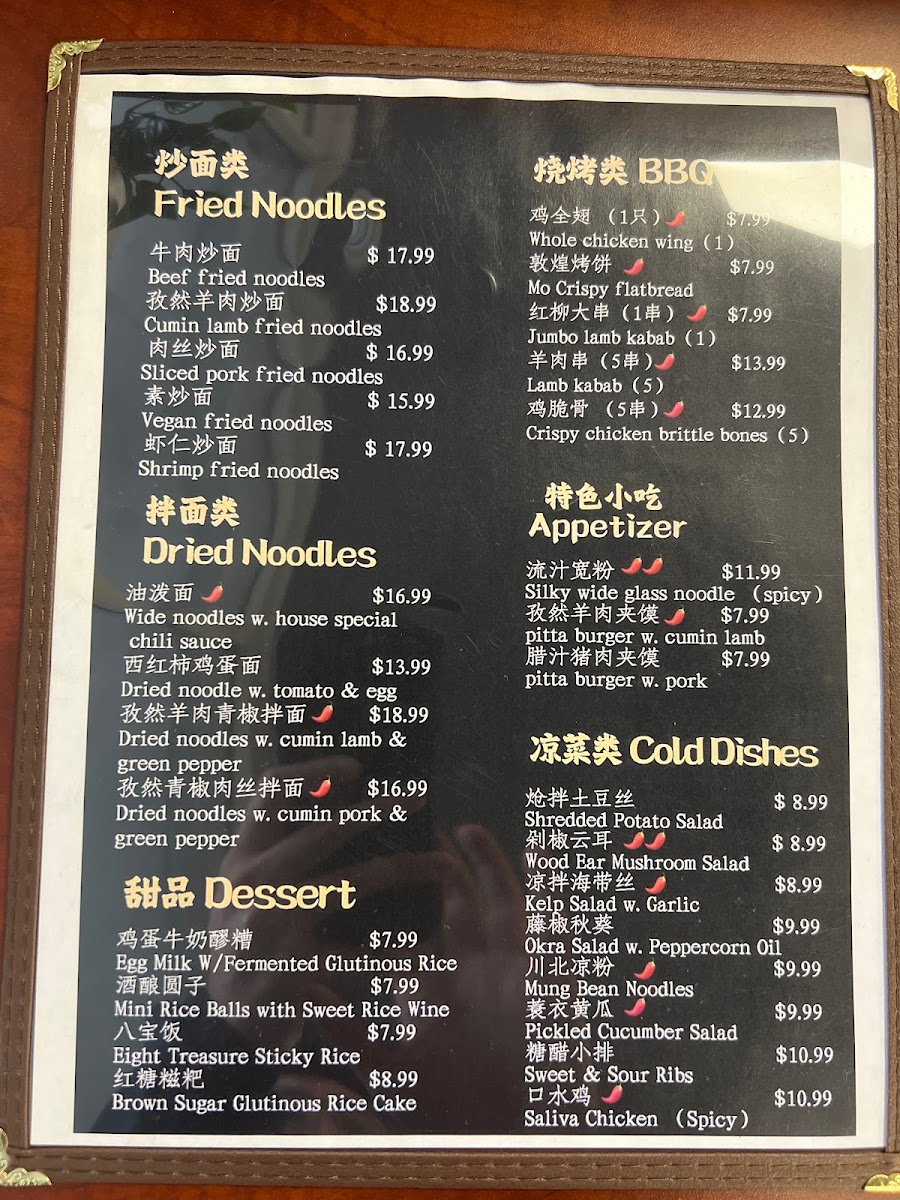 炒面类
Fried Noodles
牛肉炒面 $ 17.99
Beef fried noodles
孜然羊肉炒面 $18.99
Cumin lamb fried noodles
肉丝炒面 $ 16.99
Sliced pork fried noodles
素炒面 $ 15.99
Vegan fried noodles
虾仁炒面 $ 17.99
Shrimp fried noodles
拌面类
Dried Noodles
油泼面 $16.99
Wide noodles w. house special
chili sauce
西红柿鸡蛋面 $13.99
Dried noodle w. tomato & egg
孜然羊肉青椒拌面 $18.99
Dried noodles w. cumin lamb &
green pepper
孜然青椒肉丝拌面 $16.99
Dried noodles w. cumin pork &
green pepper
甜品 Dessert
鸡蛋牛奶醪糟 $7.99
Egg Milk W/Fermented Glutinous Rice
酒酿圆子 $7.99
Mini Rice Balls with Sweet Rice Wine
八宝饭 $7.99
Eight Treasure Sticky Rice
红糖糍粑 $8.99
Brown Sugar Glutinous Rice Cake
烧烤类 BBQ
鸡全翅 （1只） $7.99
Whole chicken wing (1)
敦煌烤饼 $7.99
Mo Crispy flatbread
红柳大串 （1串） $7.99
Jumbo lamb kabab (1)
羊肉串 （5串） $13.99
Lamb kabab (5)
鸡脆骨 （5串） $12.99
Crispy chicken brittle bones (5)
特色小吃
Appetizer
流汁宽粉 $11.99
Silky wide glass noodle （spicy）
孜然羊肉夹馍 $7.99
pitta burger w. cumin lamb
腊汁猪肉夹馍 $7.99
pitta burger w. pork
凉菜类 Cold Dishes
炝拌土豆丝 $ 8.99
Shredded Potato Salad
剁椒云耳 $ 8.99
Wood Ear Mushroom Salad
凉拌海带丝 $8.99
Kelp Salad w. Garlic
藤椒秋葵 $9.99
Okra Salad w. Peppercorn Oil
川北凉粉 $9.99
Mung Bean Noodles
蓑衣黄瓜 $9.99
Pickled Cucumber Salad
糖醋小排 $10.99
Sweet & Sour Ribs
口水鸡 $10.99
Saliva Chicken （Spicy）